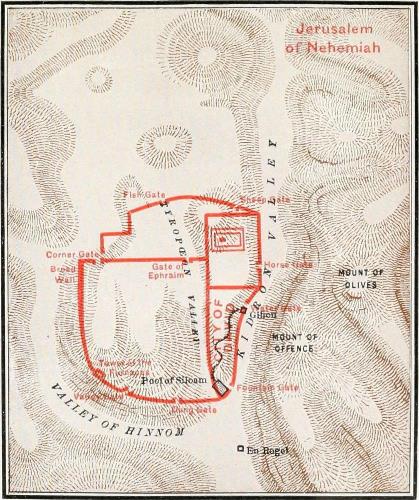 Jerusalem
of Nehemiah
Fish Gate
Sheep Gate
TYROPŒON
VALLEY
KIDRON VALLEY
Corner Gate
Broad
Wall
Gate of
Ephraim
Horse Gate
MOUNT OF
OLIVES
CITY OF
DAVID
Water Gate
Gihon
MOUNT OF
OFFENCE
Tower of the
Furnaces
Pool of Siloam
Valley Gate
Fountain Gate
Dung Gate
VALLEY OF HINNOM
En Rogel